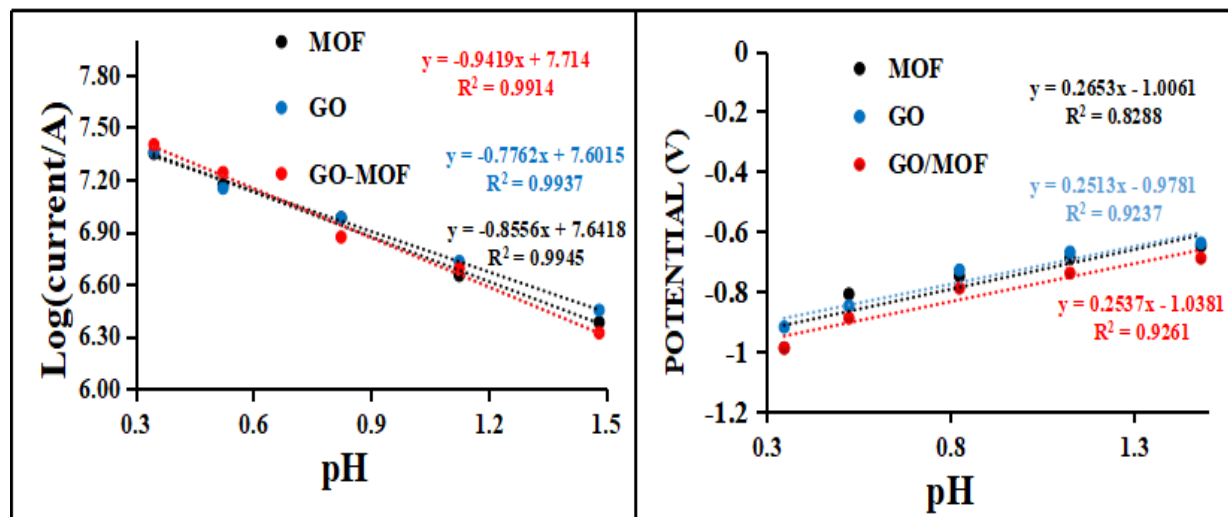 MOF
GO
GO-MOF
y = -0.9419x + 7.714
R² = 0.9914
y = -0.7762x + 7.6015
R² = 0.9937
y = -0.8556x + 7.6418
R² = 0.9945
Log(current/A)
7.80
7.50
7.20
6.90
6.60
6.30
6.00
0.3 0.6 0.9 1.2 1.5
pH
MOF
GO
GO/MOF
y = 0.2653x - 1.0061
R² = 0.8288
y = 0.2513x - 0.9781
R² = 0.9237
y = 0.2537x - 1.0381
R² = 0.9261
POTENTIAL (V)
0
-0.2
-0.4
-0.6
-0.8
-1
-1.2
0.3 0.8 1.3
pH